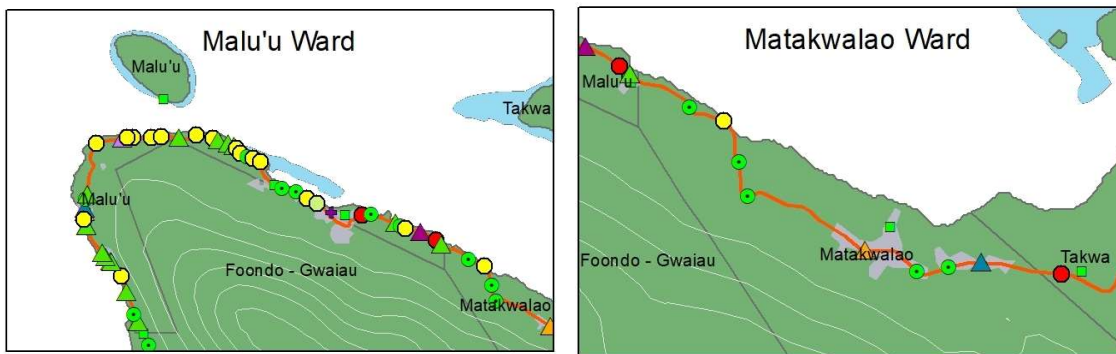 Malu'u Ward
Malu'u
Takwa
Malu'u
Foondo - Gwaiau
Matakwalao
Matakwalao Ward
Malu'u
Foondo - Gwaiau
Matakwalao
Takwa